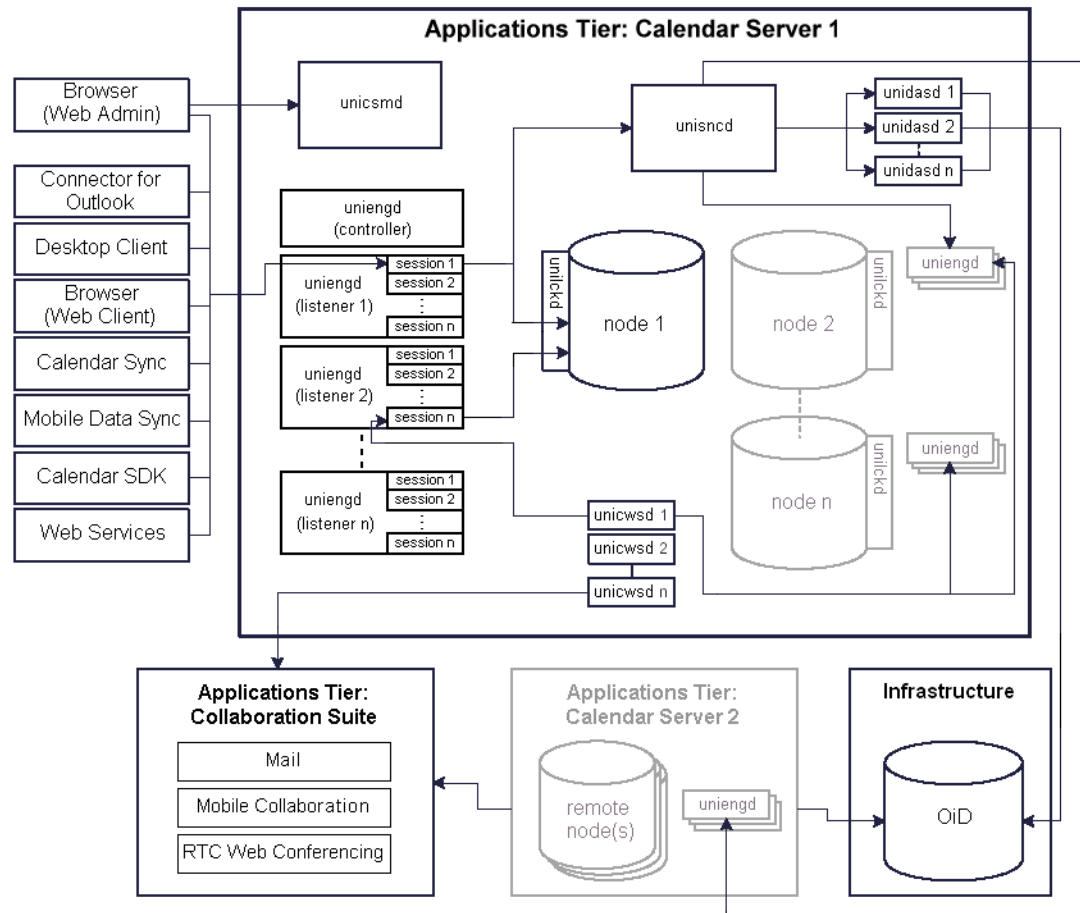 Applications Tier: Calendar Server 1
Browser
(Web Admin)
Connector for
Outlook
Desktop Client
Browser
(Web Client)
Calendar Sync
Mobile Data Sync
Calendar SDK
Web Services
unicsmd
uniengd
(controller)
uniengd
(listener 1)
session 1
session 2
session n
uniengd
(listener 2)
session 1
session 2
session n
uniengd
(listener n)
session 1
session 2
session n
unisncd
unidasd 1
unidasd 2
unidasd n
unilckd
node 1
node 2
unilckd
uniengd
node n
unilckd
uniengd
unicwsd 1
unicwsd 2
unicwsd n
Applications Tier:
Collaboration Suite
Mail
Mobile Collaboration
RTC Web Conferencing
Applications Tier:
Calendar Server 2
remote
node(s)
uniengd
Infrastructure
OiD